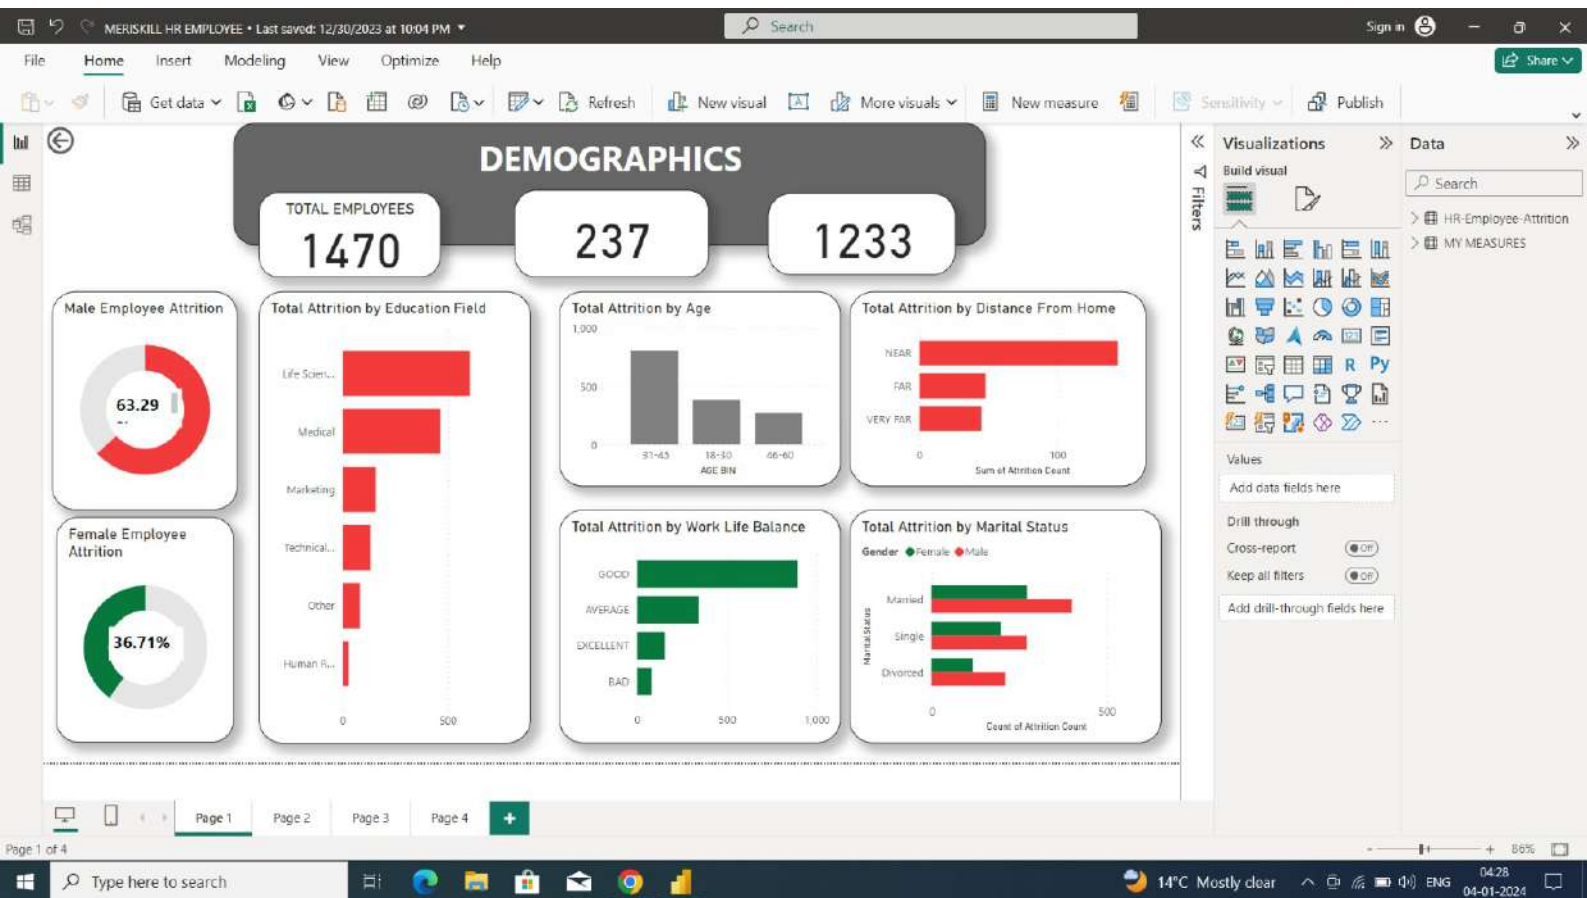 MERISKILL HR EMPLOYEE • Last saved: 12/30/2023 at 10:04 PM
Search
Sign in
File Home Insert Modeling View Optimize Help
Share
Get data
Refresh
New visual
More visuals
New measure
Sensitivity
Publish
DEMOGRAPHICS
TOTAL EMPLOYEES
1470
237
1233
Male Employee Attrition
63.29
Female Employee
Attrition
36.71%
Total Attrition by Education Field
Life Scien...
Medical
Marketing
Technical...
Other
Human R...
0 500
Total Attrition by Age
1,000
500
0
31-45 18-30 46-60
AGE BIN
Total Attrition by Distance From Home
NEAR
FAR
VERY FAR
0 100
Sum of Attrition Count
Total Attrition by Work Life Balance
GOOD
AVERAGE
EXCELLENT
BAD
0 500 1,000
Total Attrition by Marital Status
Gender Female Male
MaritalStatus
Married
Single
Divorced
0 500
Count of Attrition Count
Filters
Visualizations
Build visual
R Py
123
Values
Add data fields here
Drill through
Cross-report Off
Keep all filters Off
Add drill-through fields here
Data
Search
HR-Employee-Attrition
MY MEASURES
Page 1 Page 2 Page 3 Page 4
Page 1 of 4
86%
Type here to search
14°C Mostly clear
ENG
04:28
04-01-2024